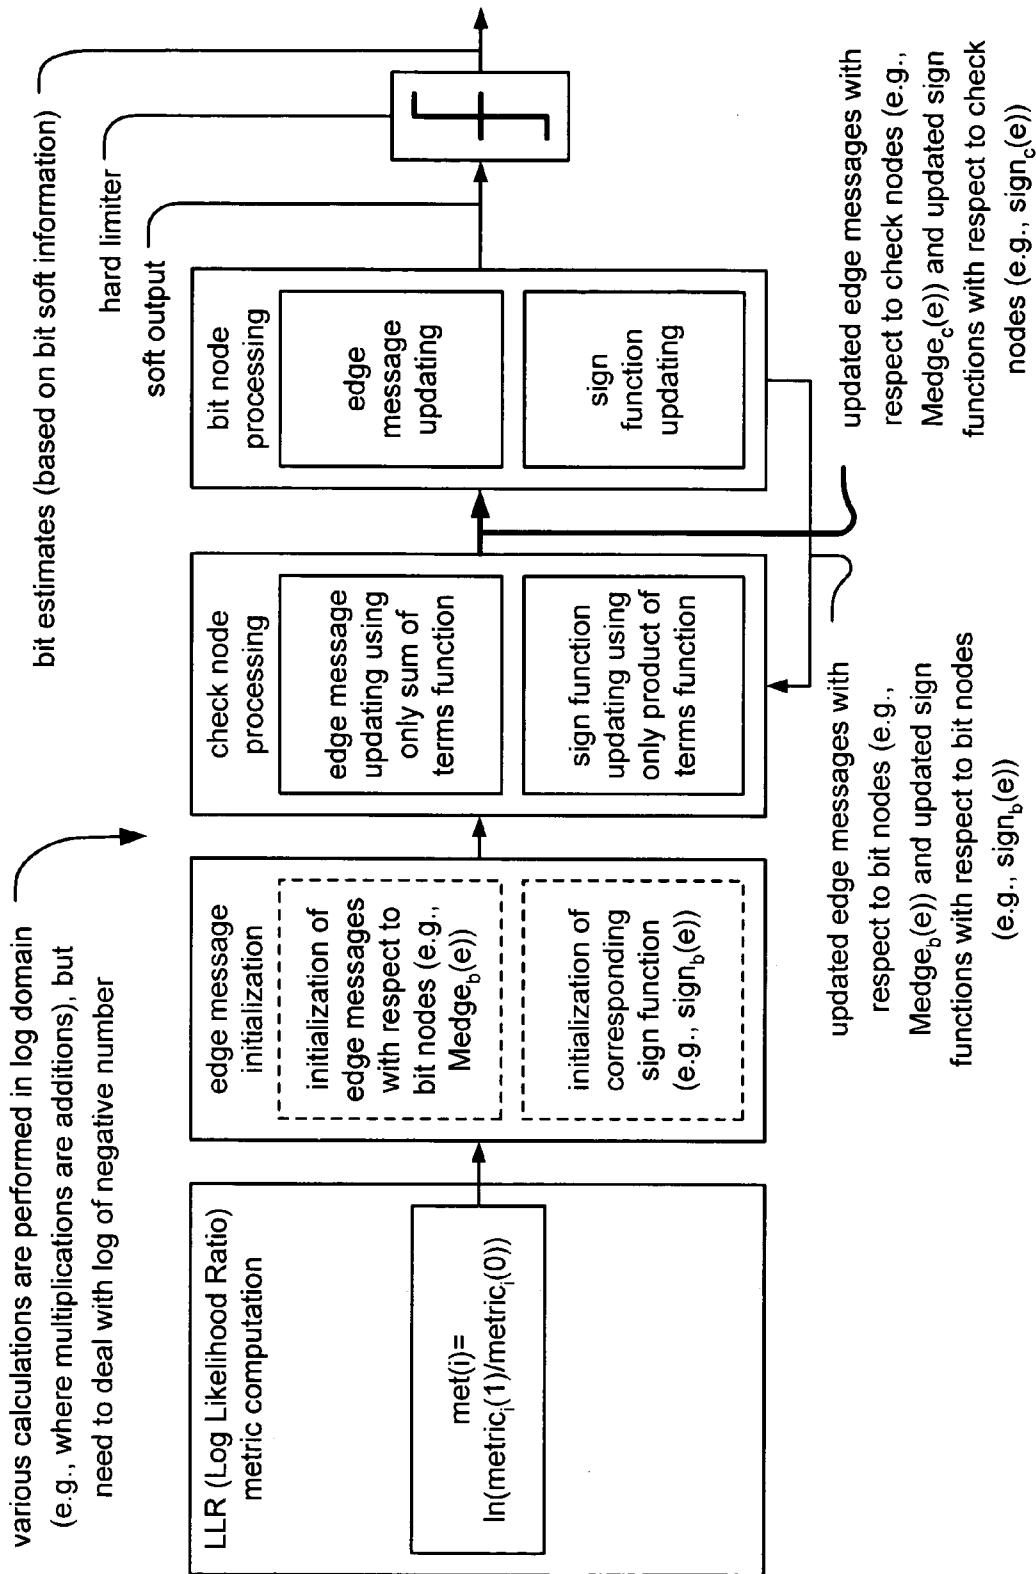 various calculations are performed in log domain
(e.g., where multiplications are additions), but
need to deal with log of negative number
bit estimates (based on bit soft information)
hard limiter
soft output
LLR (Log Likelihood Ratio)
metric computation
met(i)=
ln(metric_i(1)/metric_i(0))
edge message
initialization
initialization of
edge messages
with respect to
bit nodes (e.g.,
Medge_b(e))
initialization of
corresponding
sign function
(e.g., sign_b(e))
check node
processing
edge message
updating using
only sum of
terms function
sign function
updating using
only product of
terms function
bit node
processing
edge
message
updating
sign
function
updating
updated edge messages with
respect to bit nodes (e.g.,
Medge_b(e)) and updated sign
functions with respect to bit nodes
(e.g., sign_b(e))
updated edge messages with
respect to check nodes (e.g.,
Medge_c(e)) and updated sign
functions with respect to check
nodes (e.g., sign_c(e))